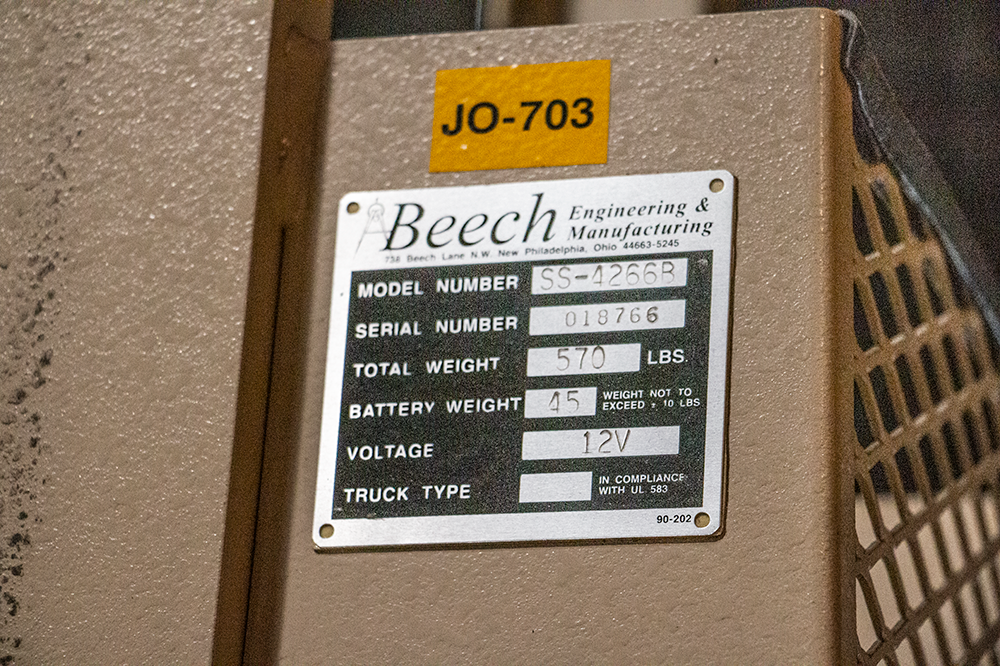 JO-703
Beech Engineering &
Manufacturing
738 Beech Lane N.W. New Philadelphia, Ohio 44663-5245
MODEL NUMBER SS-4266B
SERIAL NUMBER 018766
TOTAL WEIGHT 570 LBS.
BATTERY WEIGHT 45 WEIGHT NOT TO
EXCEED ± 10 LBS
VOLTAGE 12V
TRUCK TYPE IN COMPLIANCE
WITH UL 583
90-202